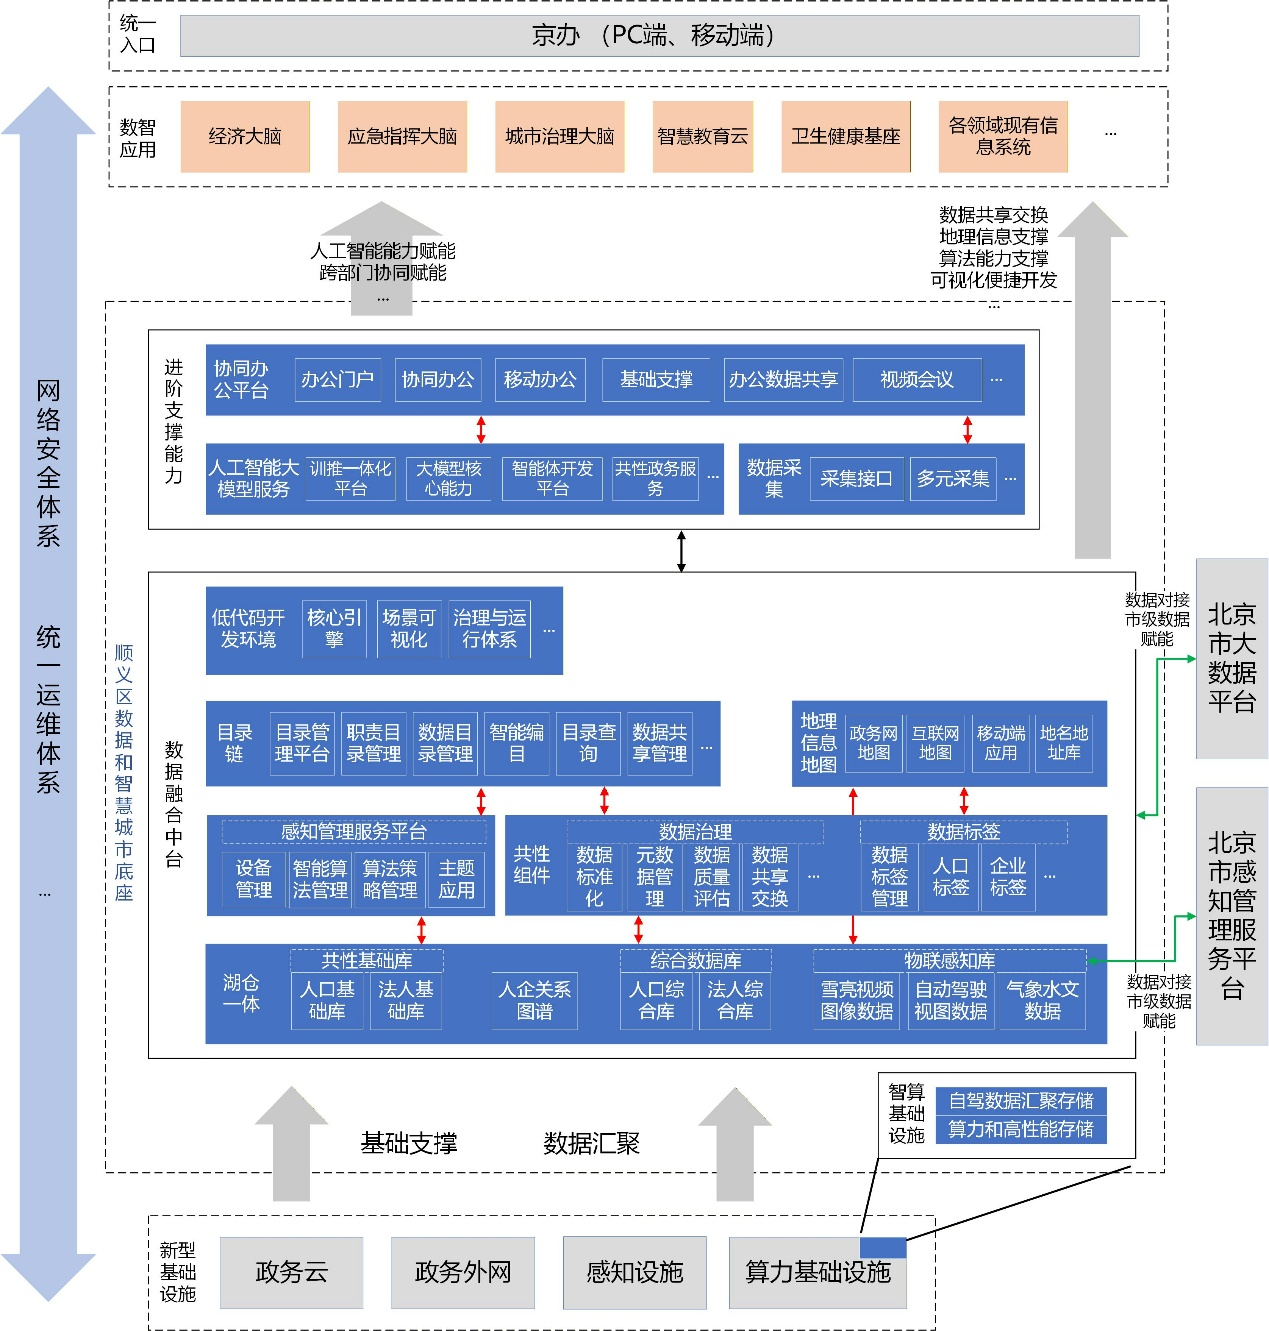 统一
入口
京办 （PC端、移动端）
数智
应用
经济大脑
应急指挥大脑
城市治理大脑
智慧教育云
卫生健康基座
各领域现有信
息系统
...
人工智能能力赋能
跨部门协同赋能
...
数据共享交换
地理信息支撑
算法能力支撑
可视化便捷开发
...
网络安全体系
统一运维体系
...
顺义区数据和智慧城市底座
进阶支撑能力
协同办
公平台
办公门户
协同办公
移动办公
基础支撑
办公数据共享
视频会议
...
人工智能大
模型服务
训推一体化
平台
大模型核
心能力
智能体开发
平台
共性政务服
务
...
数据采
集
采集接口
多元采集
...
数据融合中台
低代码开
发环境
核心引
擎
场景可
视化
治理与运
行体系
...
目录
链
目录管
理平台
职责目
录管理
数据目
录管理
智能编
目
目录查
询
数据共
享管理
...
地理
信息
地图
政务网
地图
互联网
地图
移动端
应用
地名地
址库
感知管理服务平台
设备
管理
智能算
法管理
算法策
略管理
主题
应用
共性
组件
数据治理
数据
标准
化
元数
据管
理
数据
质量
评估
数据
共享
交换
...
数据标签
数据
标签
管理
人口
标签
企业
标签
...
湖仓
一体
共性基础库
人口基
础库
法人基
础库
人企关系
图谱
综合数据库
人口综
合库
法人综
合库
物联感知库
雪亮视频
图像数据
自动驾驶
视图数据
气象水文
数据
数据对接
市级数据
赋能
北京
市大
数据
平台
数据对接
市级数据
赋能
北京
市感
知管
理服
务平
台
基础支撑
数据汇聚
智算
基础
设施
自驾数据汇聚存储
算力和高性能存储
新型
基础
设施
政务云
政务外网
感知设施
算力基础设施